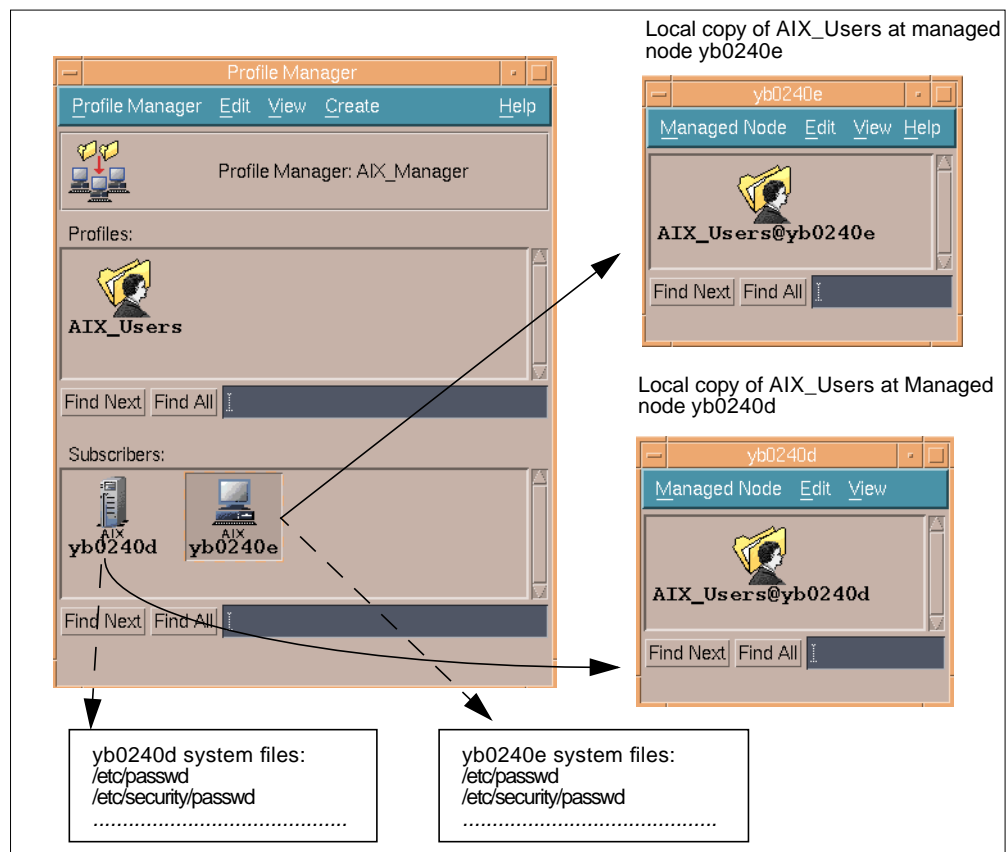 Profile Manager
Profile Manager Edit View Create Help
Profile Manager: AIX_Manager
Profiles:
AIX_Users
Find Next Find All
Subscribers:
AIX
yb0240d
AIX
yb0240e
Find Next Find All
Local copy of AIX_Users at managed
node yb0240e
yb0240e
Managed Node Edit View Help
AIX_Users@yb0240e
Find Next Find All
Local copy of AIX_Users at Managed
node yb0240d
yb0240d
Managed Node Edit View
AIX_Users@yb0240d
Find Next Find All
yb0240d system files:
/etc/passwd
/etc/security/passwd
...........................................
yb0240e system files:
/etc/passwd
/etc/security/passwd
...........................................